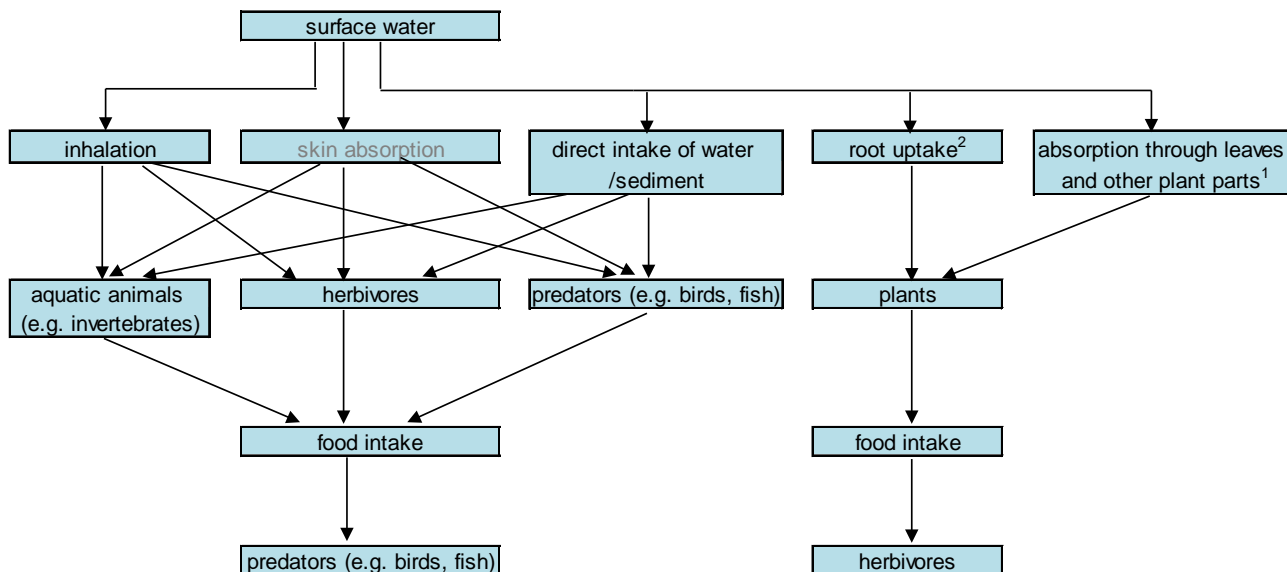 surface water
inhalation
skin absorption
direct intake of water
/sediment
root uptake²
absorption through leaves
and other plant parts¹
aquatic animals
(e.g. invertebrates)
herbivores
predators (e.g. birds, fish)
plants
food intake
food intake
predators (e.g. birds, fish)
herbivores